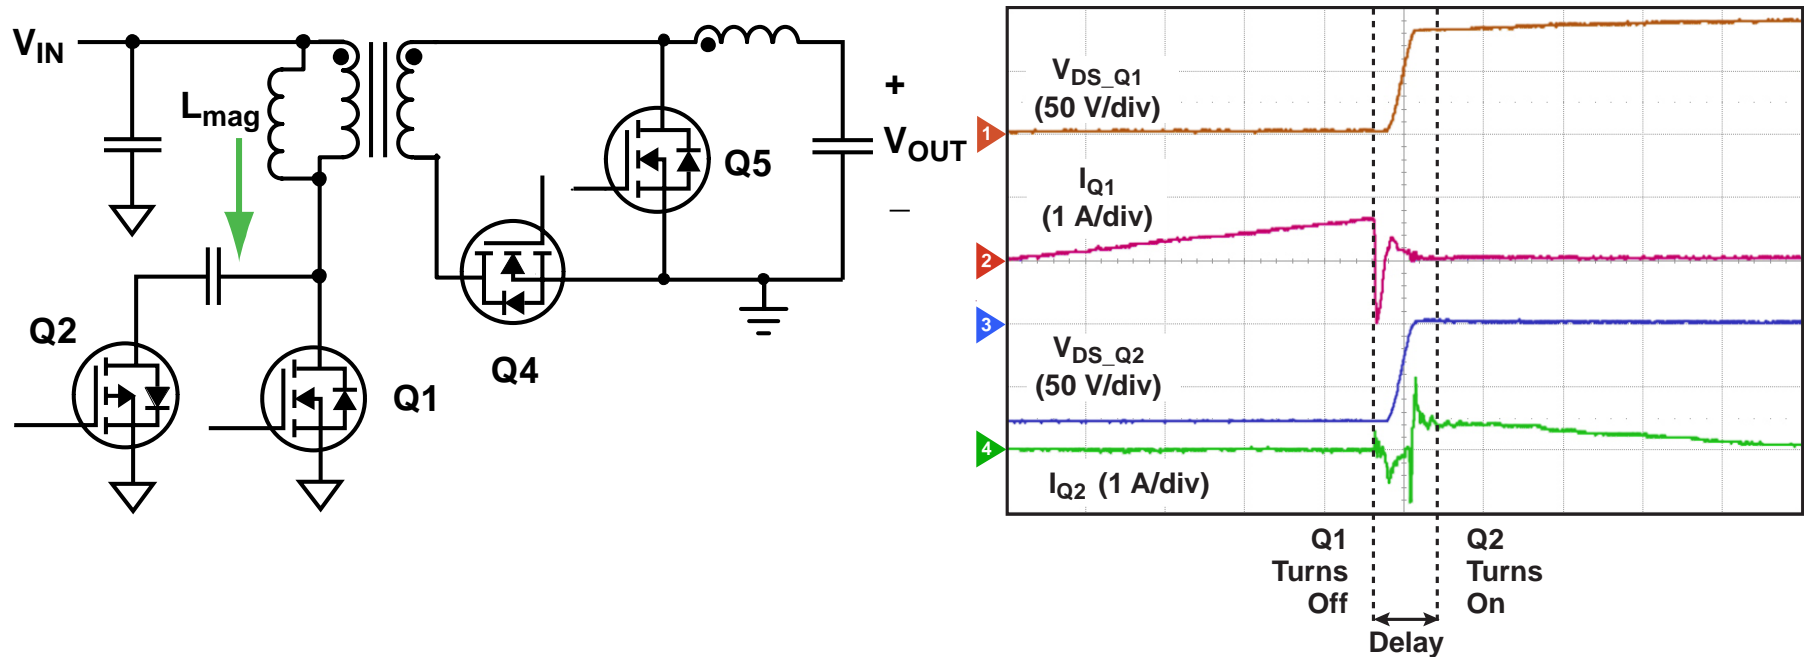 VIN
Lmag
Q2
Q1
Q4
Q5
+
VOUT
–
VDS_Q1
(50 V/div)
1
IQ1
(1 A/div)
2
3
VDS_Q2
(50 V/div)
4
IQ2 (1 A/div)
Q1
Turns
Off
Q2
Turns
On
Delay